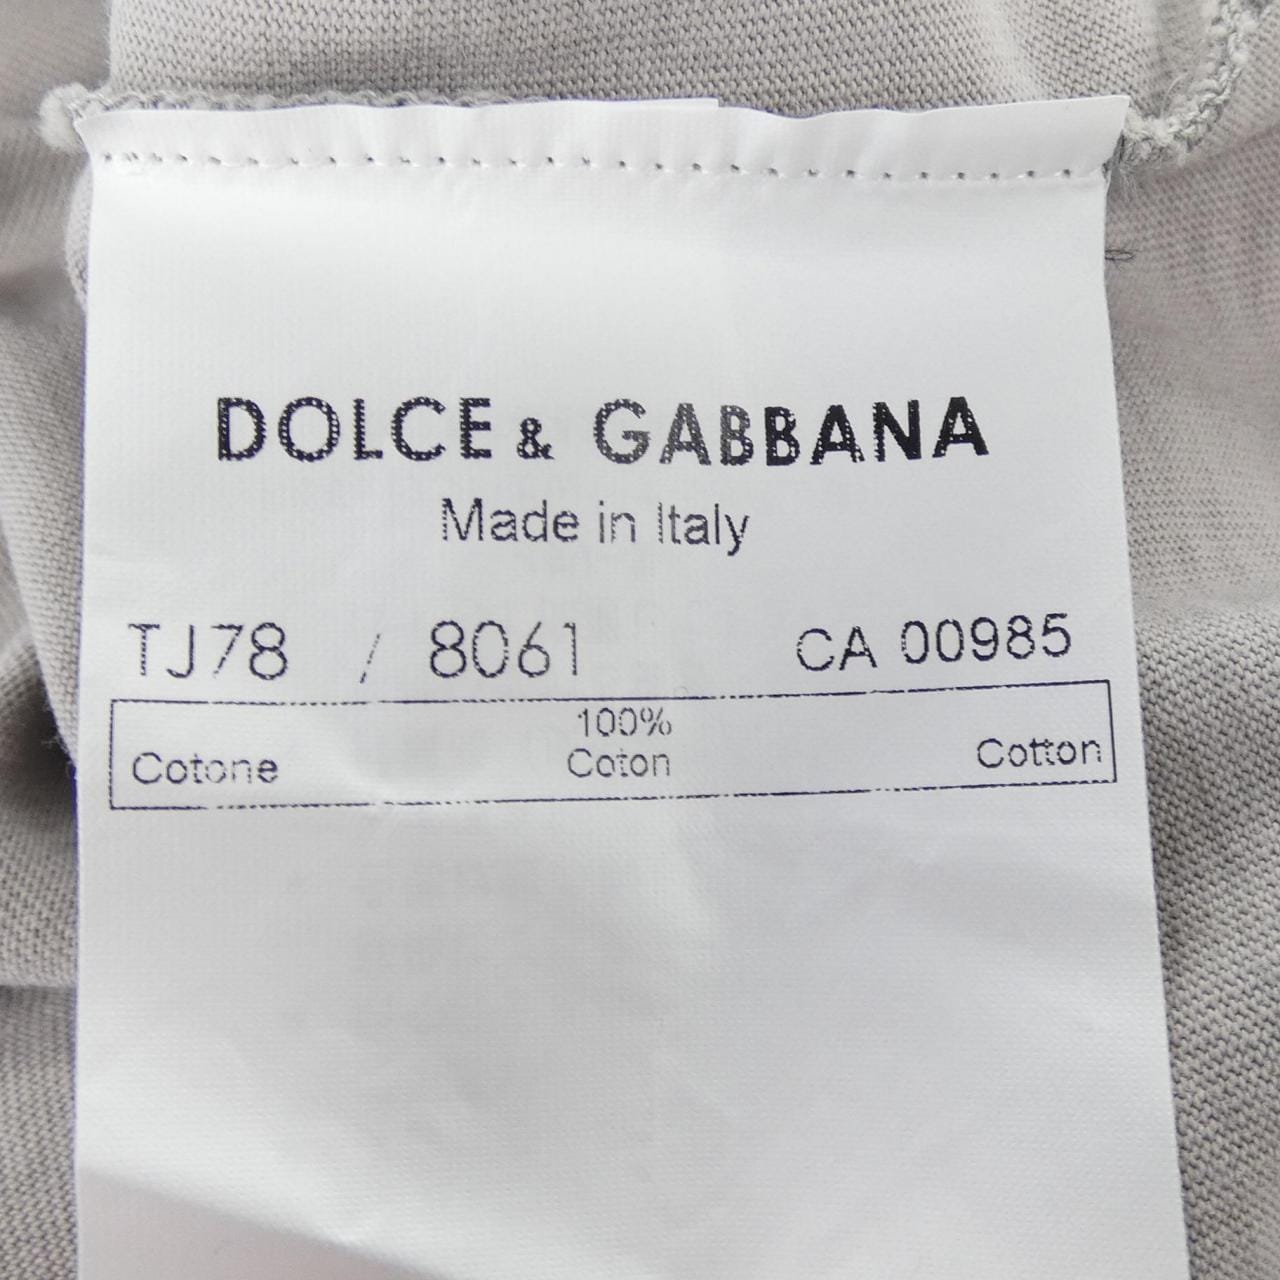 DOLCE & GABBANA
Made in Italy
TJ78 / 8061 CA 00985
100%
Cotone Coton Cotton